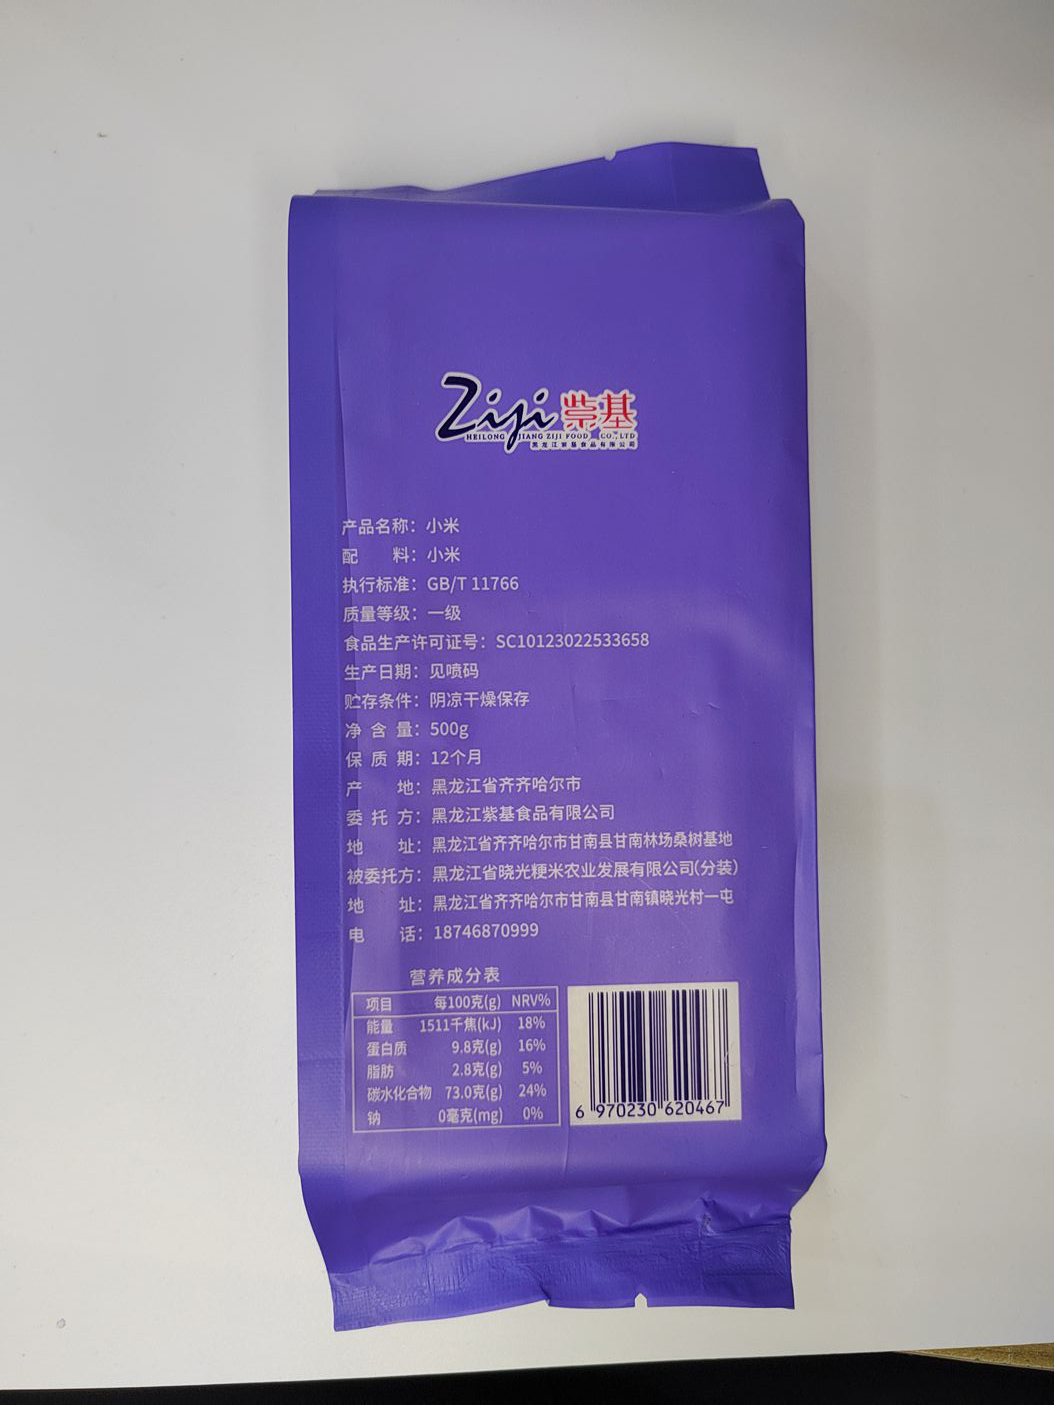 Ziji 紫基
HEILONG JIANG ZIJI FOOD CO.,LTD
黑龙江紫基食品有限公司
产品名称：小米
配 料：小米
执行标准：GB/T 11766
质量等级：一级
食品生产许可证号：SC10123022533658
生产日期：见喷码
贮存条件：阴凉干燥保存
净 含 量：500g
保 质 期：12个月
产 地：黑龙江省齐齐哈尔市
委 托 方：黑龙江紫基食品有限公司
地 址：黑龙江省齐齐哈尔市甘南县甘南林场桑树基地
被委托方：黑龙江省晓光粳米农业发展有限公司(分装)
地 址：黑龙江省齐齐哈尔市甘南县甘南镇晓光村一屯
电 话：18746870999
营养成分表
项目 每100克(g) NRV%
能量 1511千焦(kJ) 18%
蛋白质 9.8克(g) 16%
脂肪 2.8克(g) 5%
碳水化合物 73.0克(g) 24%
钠 0毫克(mg) 0%
6 970230 620467